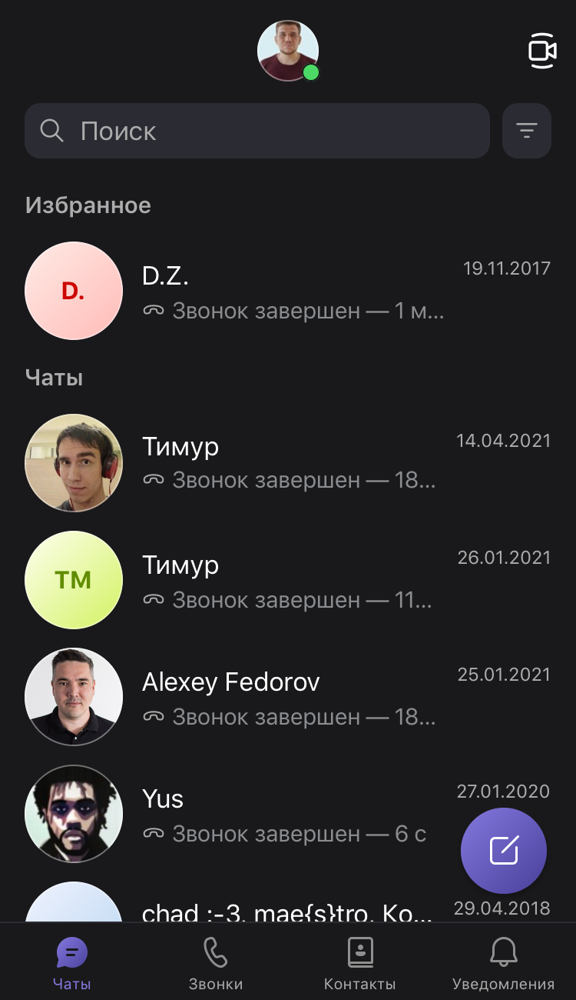 Поиск
Избранное
D.
D.Z.
19.11.2017
Звонок завершен — 1 м...
Чаты
Тимур
14.04.2021
Звонок завершен — 18...
ТМ
Тимур
26.01.2021
Звонок завершен — 11...
Alexey Fedorov
25.01.2021
Звонок завершен — 18...
Yus
27.01.2020
Звонок завершен — 6 с
chad :-3, mae{s}tro, Ко...
29.04.2018
Чаты
Звонки
Контакты
Уведомления